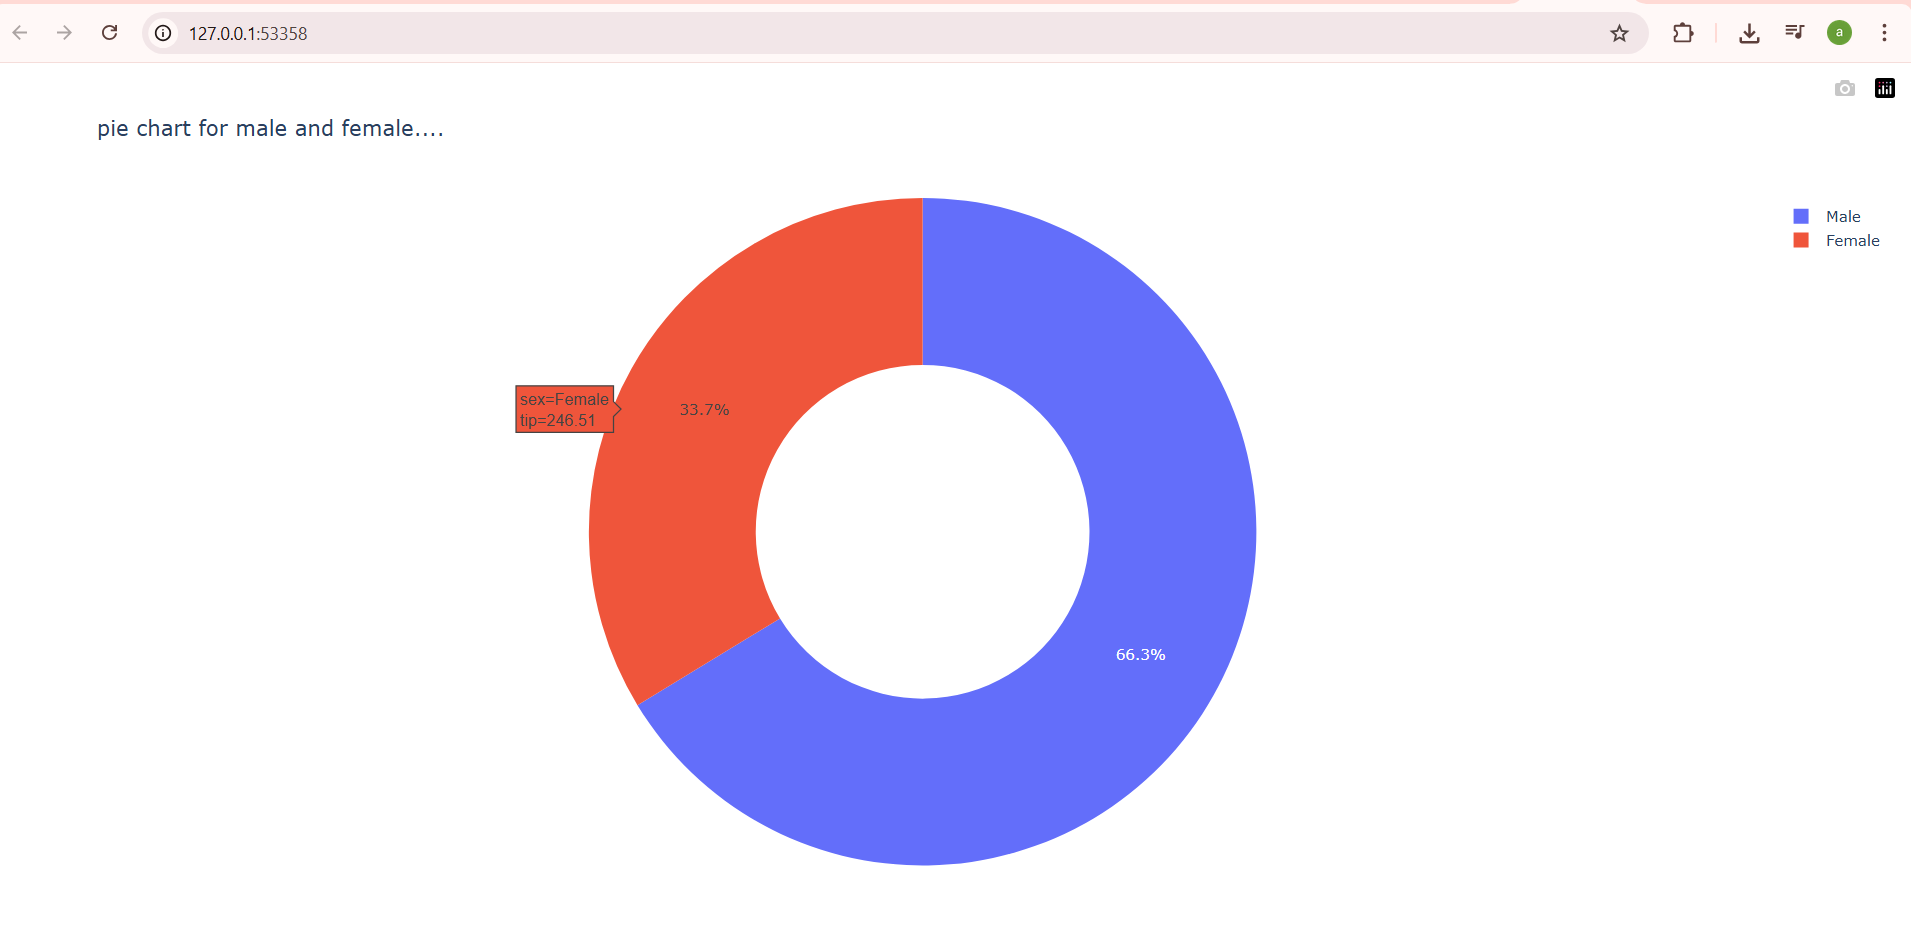 127.0.0.1:53358
a
pie chart for male and female....
Male
Female
sex=Female
tip=246.51
33.7%
66.3%